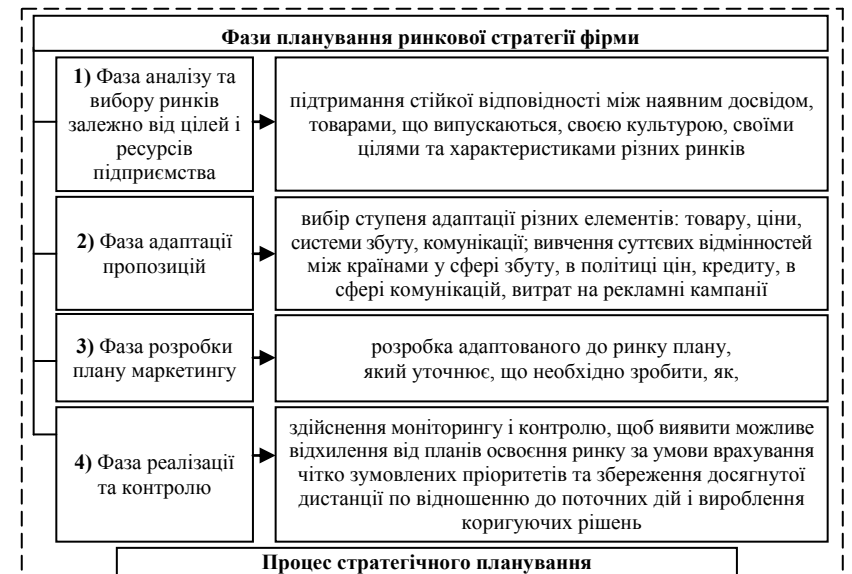 Фази планування ринкової стратегії фірми
1) Фаза аналізу та
вибору ринків
залежно від цілей і
ресурсів
підприємства
підтримання стійкої відповідності між наявним досвідом,
товарами, що випускаються, своєю культурою, своїми
цілями та характеристиками різних ринків
2) Фаза адаптації
пропозицій
вибір ступеня адаптації різних елементів: товару, ціни,
системи збуту, комунікації; вивчення суттєвих відмінностей
між країнами у сфері збуту, в політиці цін, кредиту, в
сфері комунікацій, витрат на рекламні кампанії
3) Фаза розробки
плану маркетингу
розробка адаптованого до ринку плану,
який уточнює, що необхідно зробити, як,
4) Фаза реалізації
та контролю
здійснення моніторингу і контролю, щоб виявити можливе
відхилення від планів освоєння ринку за умови врахування
чітко зумовлених пріоритетів та збереження досягнутої
дистанції по відношенню до поточних дій і вироблення
коригуючих рішень
Процес стратегічного планування